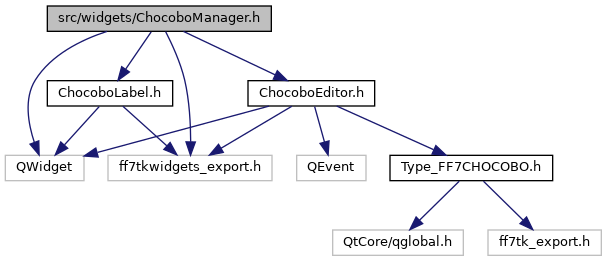 src/widgets/ChocoboManager.h
ChocoboLabel.h
ChocoboEditor.h
QWidget
ff7tkwidgets_export.h
QEvent
Type_FF7CHOCOBO.h
QtCore/qglobal.h
ff7tk_export.h